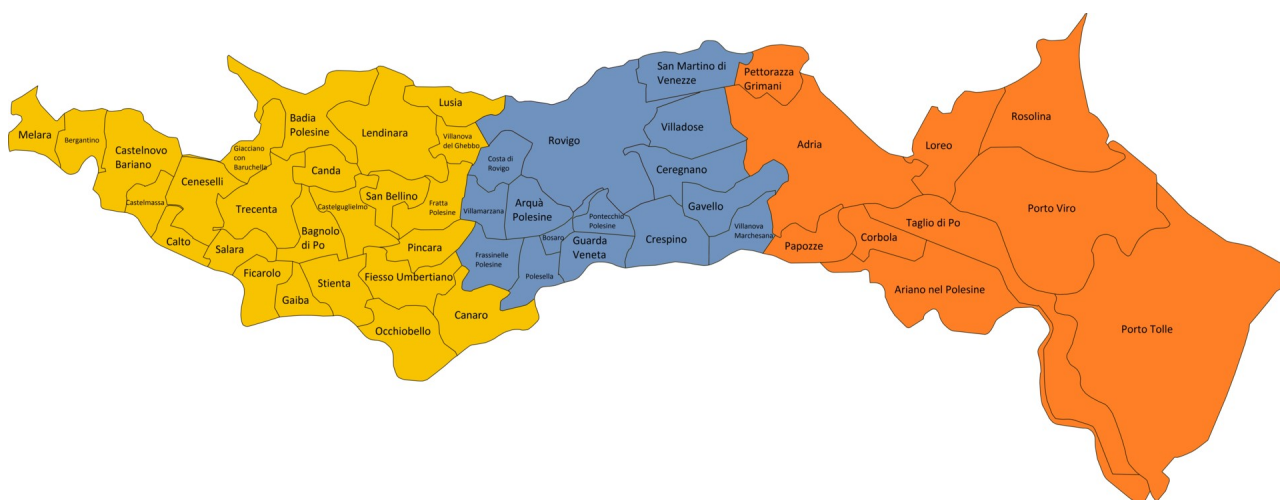 Melara
Bergantino
Castelnovo
Bariano
Castelmassa
Ceneselli
Calto
Salara
Giacciano
con
Baruchella
Trecenta
Ficarolo
Gaiba
Badia
Polesine
Canda
Castelguglielmo
Bagnolo
di Po
Stienta
Lendinara
San Bellino
Fratta
Polesine
Lusia
Villanova
del Ghebbo
Pincara
Fiesso Umbertiano
Occhiobello
Canaro
Rovigo
Costa di
Rovigo
Villamarzana
Arquà
Polesine
Frassinelle
Polesine
Bosaro
Polesella
Pontecchio
Polesine
Guarda
Veneta
San Martino di
Venezze
Villadose
Ceregnano
Gavello
Crespino
Villanova
Marchesana
Pettorazza
Grimani
Adria
Papozze
Corbola
Taglio di Po
Ariano nel Polesine
Loreo
Rosolina
Porto Viro
Porto Tolle